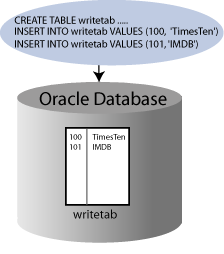 CREATE TABLE writetab .....
INSERT INTO writetab VALUES (100, 'TimesTen')
INSERT INTO writetab VALUES (101, 'IMDB')
Oracle Database
100 TimesTen
101 IMDB
writetab